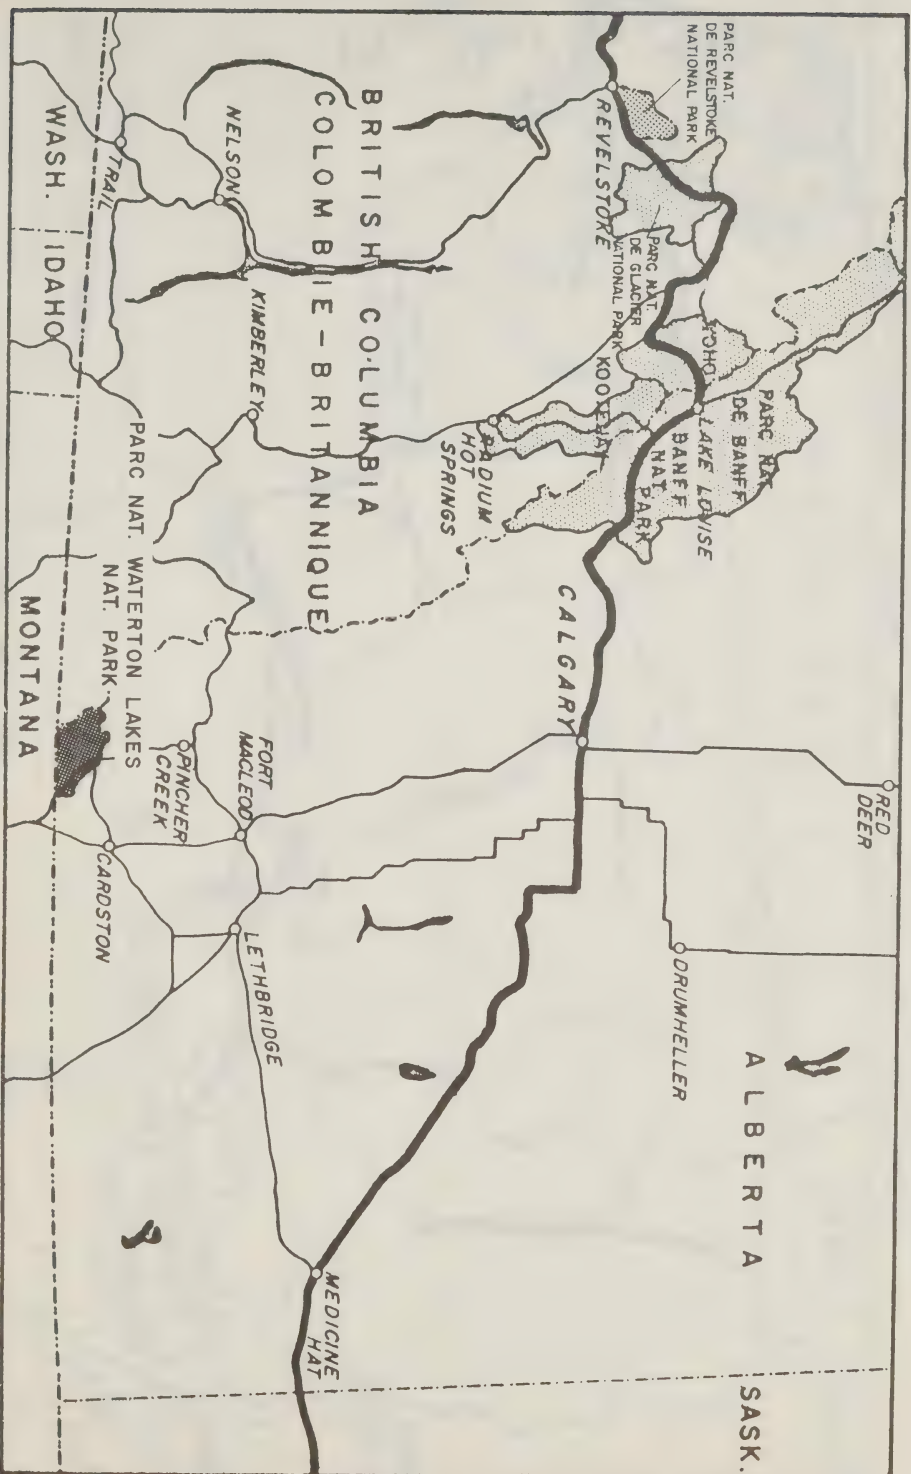 PARC NAT.
DE REVELSTOKE
NATIONAL PARK
REVELSTOKE
PARC NAT.
DE GLACIER
NATIONAL PARK
YOHO
KOOTENAY
PARC NAT.
DE BANFF
LAKE LOUISE
BANFF
NAT.
PARK
RADIUM
HOT
SPRINGS
BRITISH COLUMBIA
COLOMBIE-BRITANNIQUE
NELSON
TRAIL
KIMBERLEY
WASH.
IDAHO
MONTANA
PARC NAT. WATERTON LAKES
NAT. PARK
CALGARY
RED
DEER
DRUMHELLER
ALBERTA
SASK.
FORT
MACLEOD
PINCHER
CREEK
CARDSTON
LETHBRIDGE
MEDICINE
HAT